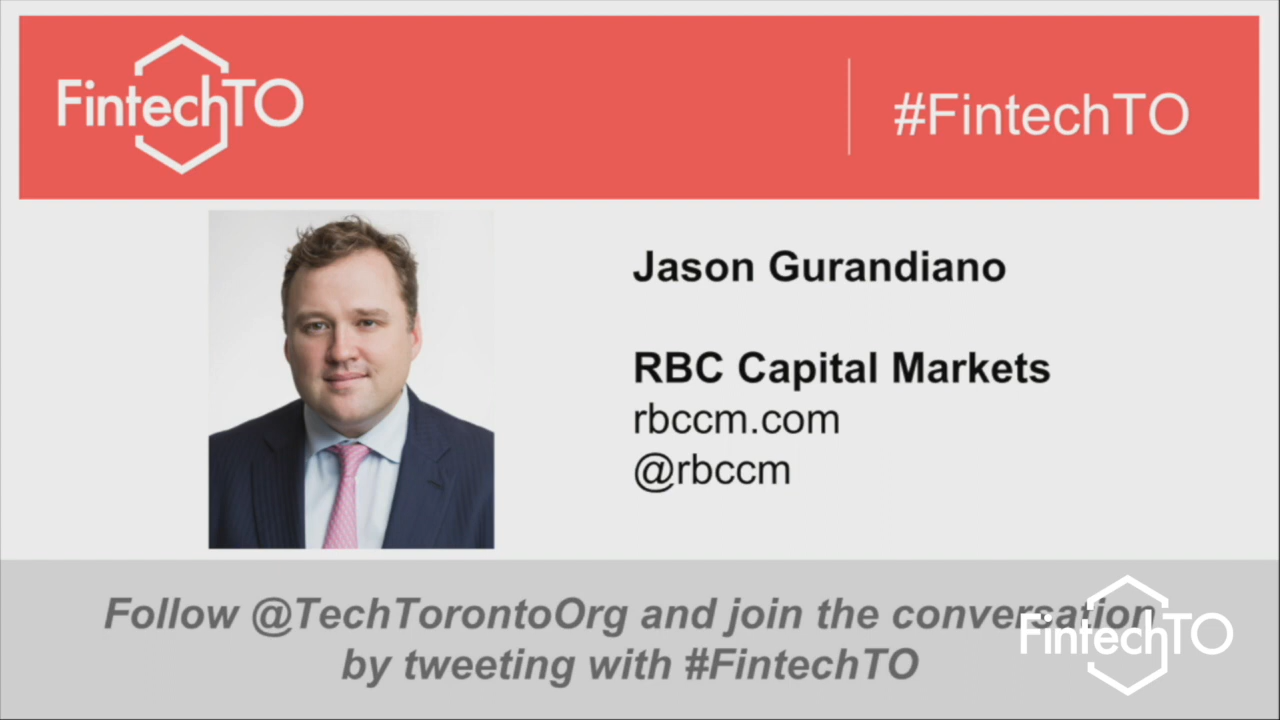 FintechTO
#FintechTO
Jason Gurandiano
RBC Capital Markets
rbccm.com
@rbccm
Follow @TechTorontoOrg and join the conversation
by tweeting with #FintechTO
FintechTO